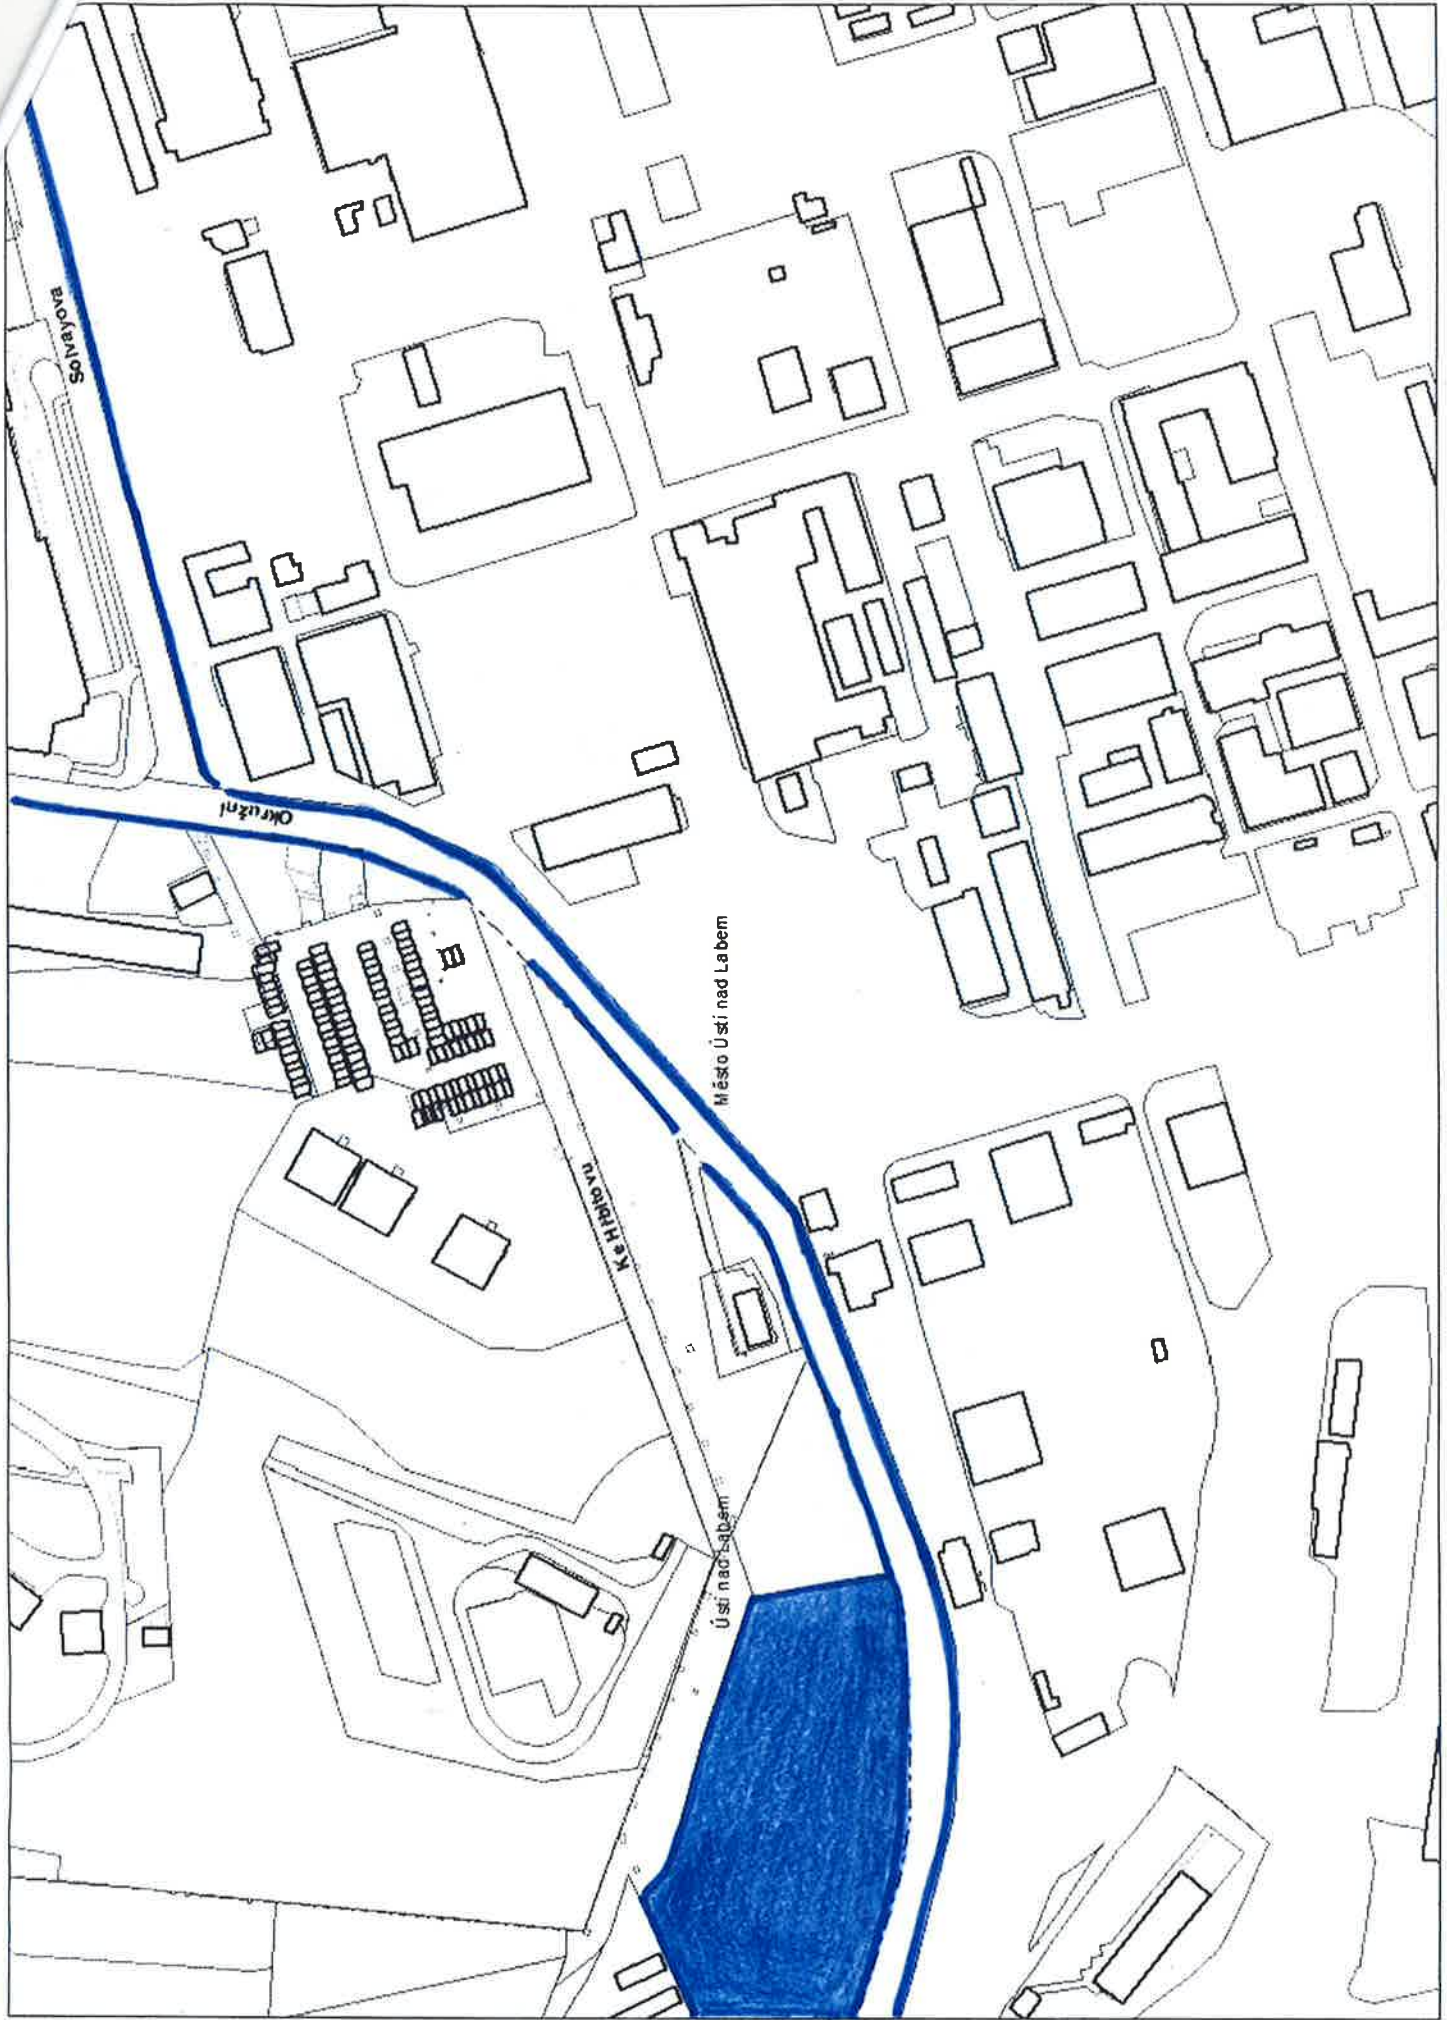 Solvayova
Okružní
Město Ústí nad Labem
Ke Hřbitovu
Ústí nad Labem